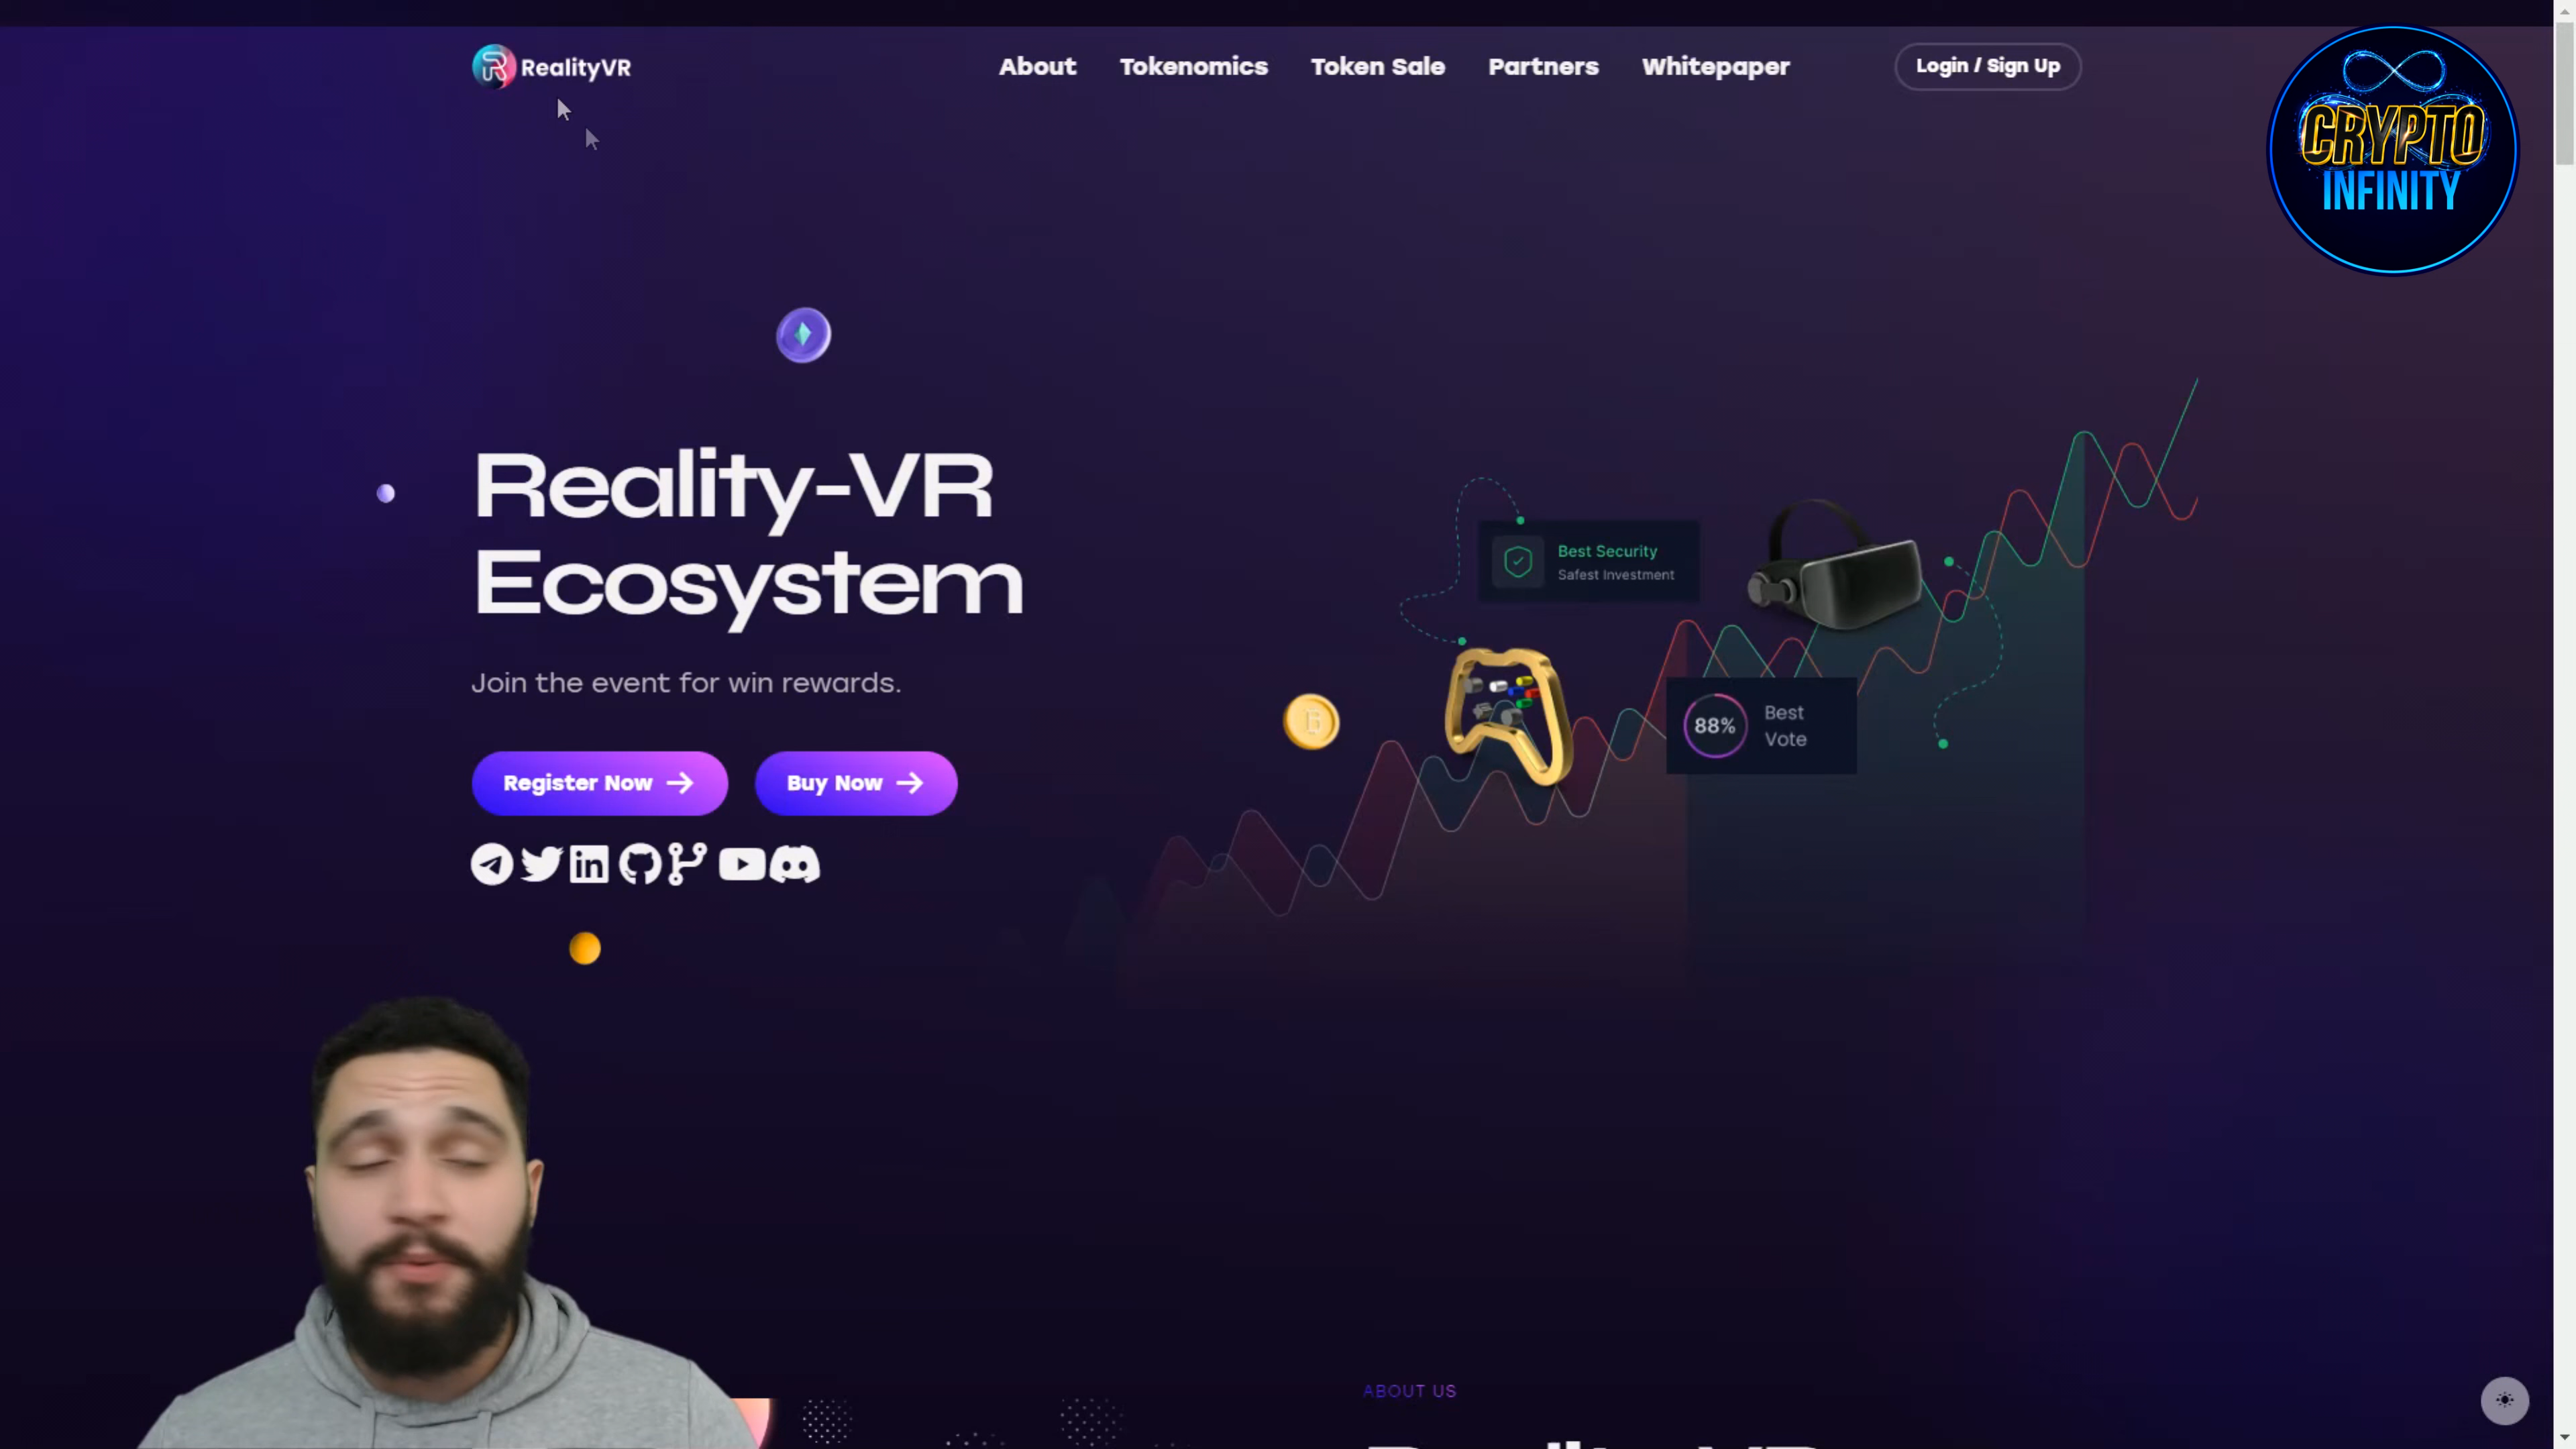 RealityVR
About
Tokenomics
Token Sale
Partners
Whitepaper
Login / Sign Up
CRYPTO
INFINITY
Reality-VR
Ecosystem
Join the event for win rewards.
Register Now
Buy Now
in
Best Security
Safest Investment
B
88%
Best
Vote
ABOUT US